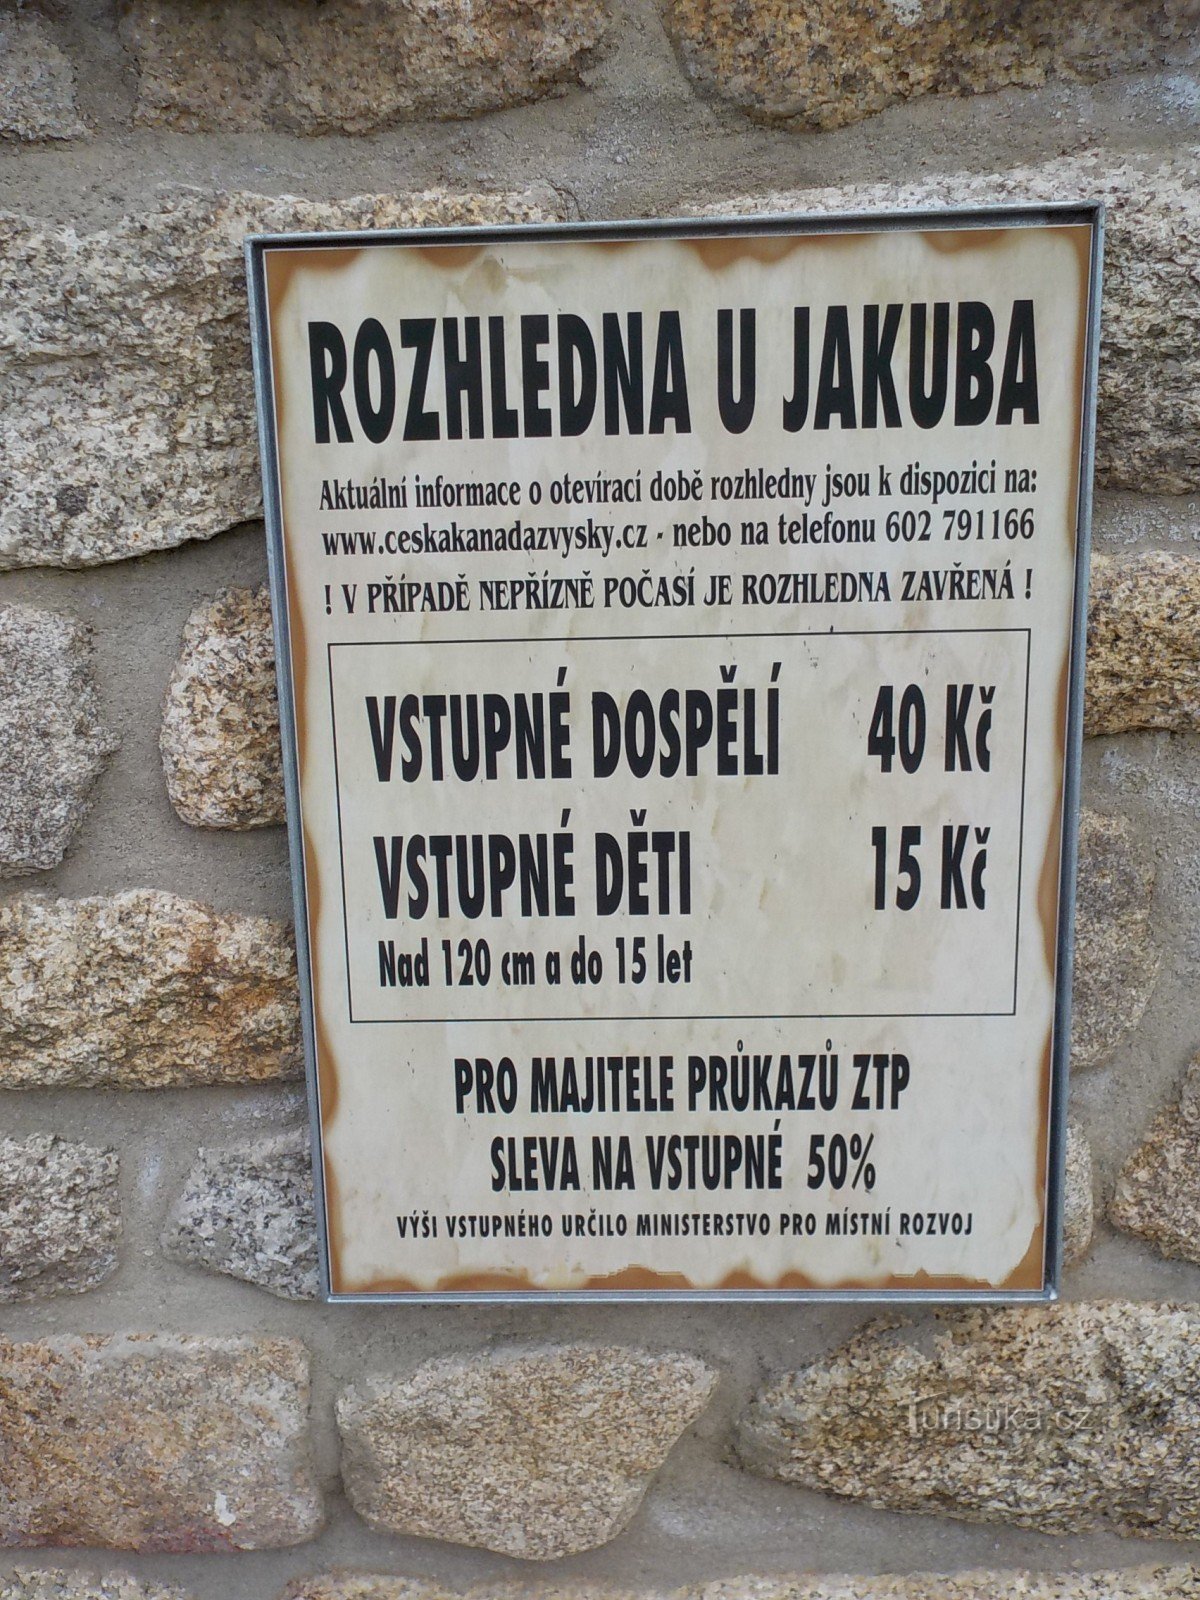 ROZHLEDNA U JAKUBA
Aktuální informace o otevírací době rozhledny jsou k dispozici na:
www.ceskakanadazvysky.cz - nebo na telefonu 602 791166
! V PŘÍPADĚ NEPŘÍZNĚ POČASÍ JE ROZHLEDNA ZAVŘENÁ !
VSTUPNÉ DOSPĚLÍ 40 Kč
VSTUPNÉ DĚTI 15 Kč
Nad 120 cm a do 15 let
PRO MAJITELE PRŮKAZŮ ZTP
SLEVA NA VSTUPNÉ 50%
VÝŠI VSTUPNÉHO URČILO MINISTERSTVO PRO MÍSTNÍ ROZVOJ
Turistika.cz